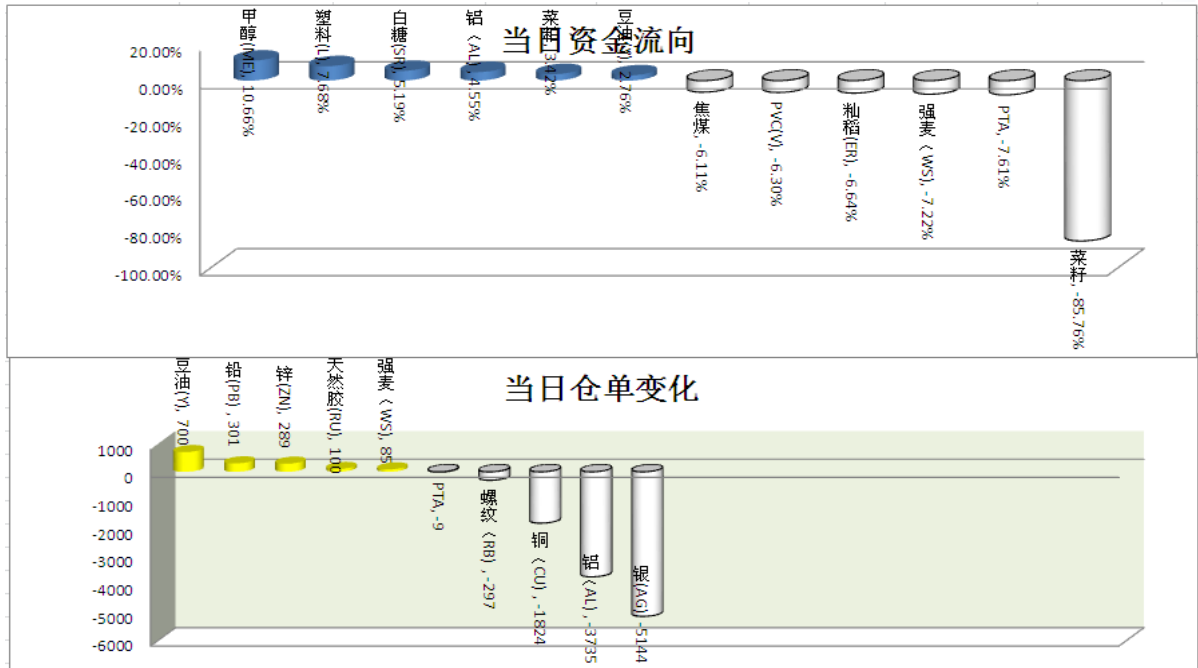 当日资金流向
20.00%
0.00%
-20.00%
-40.00%
-60.00%
-80.00%
-100.00%
甲醇(ME), 10.66%
塑料(L), 7.68%
白糖(SR), 5.19%
铝（AL）, 4.55%
菜粕, 3.42%
豆油(Y), 2.76%
焦煤, -6.11%
PVC(V), -6.30%
籼稻(ER), -6.64%
强麦（WS）, -7.22%
PTA, -7.61%
菜籽, -85.76%
当日仓单变化
1000
0
-1000
-2000
-3000
-4000
-5000
-6000
豆油(Y), 700
铅(PB) , 301
锌(ZN), 289
天然胶(RU), 100
强麦（WS）, 85
PTA, -9
螺纹（RB）, -297
铜（CU）, -1824
铝（AL）, -3735
银(AG), -5144